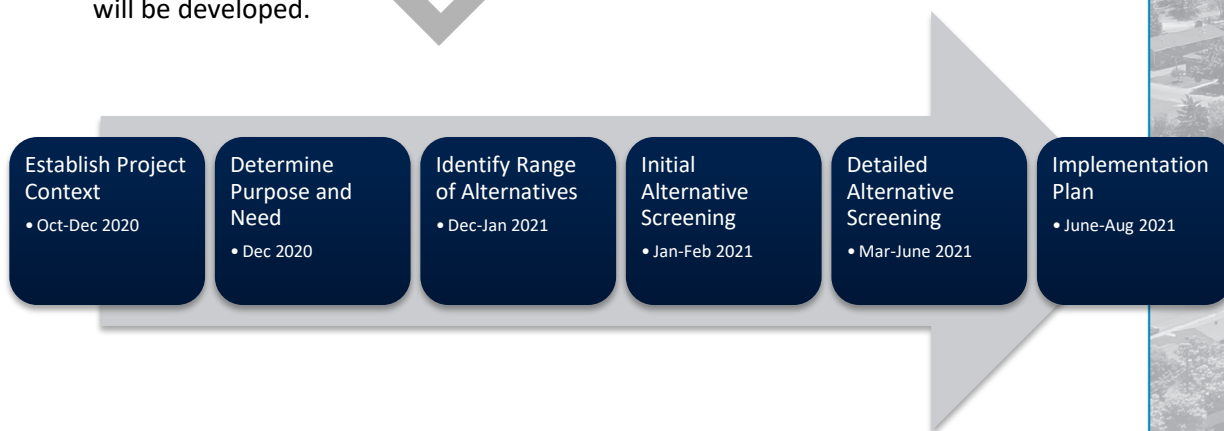 will be developed.
Establish Project
Context
• Oct-Dec 2020
Determine
Purpose and
Need
• Dec 2020
Identify Range
of Alternatives
• Dec-Jan 2021
Initial
Alternative
Screening
• Jan-Feb 2021
Detailed
Alternative
Screening
• Mar-June 2021
Implementation
Plan
• June-Aug 2021